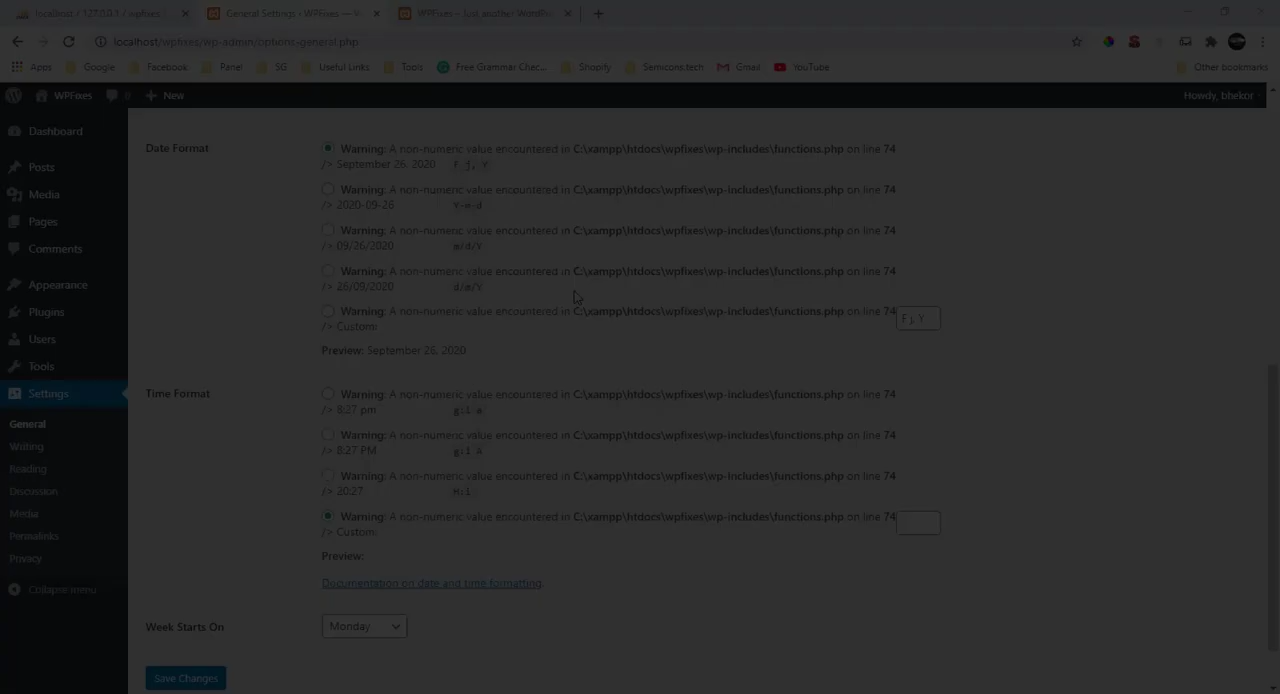 localhost / 127.0.0.1 / wpfixes |
General Settings ‹ WPFixes —
WPFixes – Just another WordPre
localhost/wpfixes/wp-admin/options-general.php
Apps Google Facebook Panel SG Useful Links Tools Free Grammar Chec... Shopify Semicons.tech Gmail YouTube Other bookmarks
WPFixes 0 New Howdy, bhekor
Dashboard
Posts
Media
Pages
Comments
Appearance
Plugins
Users
Tools
Settings
General
Writing
Reading
Discussion
Media
Permalinks
Privacy
Collapse menu
Date Format
Warning: A non-numeric value encountered in C:\xampp\htdocs\wpfixes\wp-includes\functions.php on line 74
/> September 26, 2020 F j, Y
Warning: A non-numeric value encountered in C:\xampp\htdocs\wpfixes\wp-includes\functions.php on line 74
/> 2020-09-26 Y-m-d
Warning: A non-numeric value encountered in C:\xampp\htdocs\wpfixes\wp-includes\functions.php on line 74
/> 09/26/2020 m/d/Y
Warning: A non-numeric value encountered in C:\xampp\htdocs\wpfixes\wp-includes\functions.php on line 74
/> 26/09/2020 d/m/Y
Warning: A non-numeric value encountered in C:\xampp\htdocs\wpfixes\wp-includes\functions.php on line 74 F j, Y
/> Custom:
Preview: September 26, 2020
Time Format
Warning: A non-numeric value encountered in C:\xampp\htdocs\wpfixes\wp-includes\functions.php on line 74
/> 8:27 pm g:i a
Warning: A non-numeric value encountered in C:\xampp\htdocs\wpfixes\wp-includes\functions.php on line 74
/> 8:27 PM g:i A
Warning: A non-numeric value encountered in C:\xampp\htdocs\wpfixes\wp-includes\functions.php on line 74
/> 20:27 H:i
Warning: A non-numeric value encountered in C:\xampp\htdocs\wpfixes\wp-includes\functions.php on line 74
/> Custom:
Preview:
Documentation on date and time formatting.
Week Starts On Monday
Save Changes